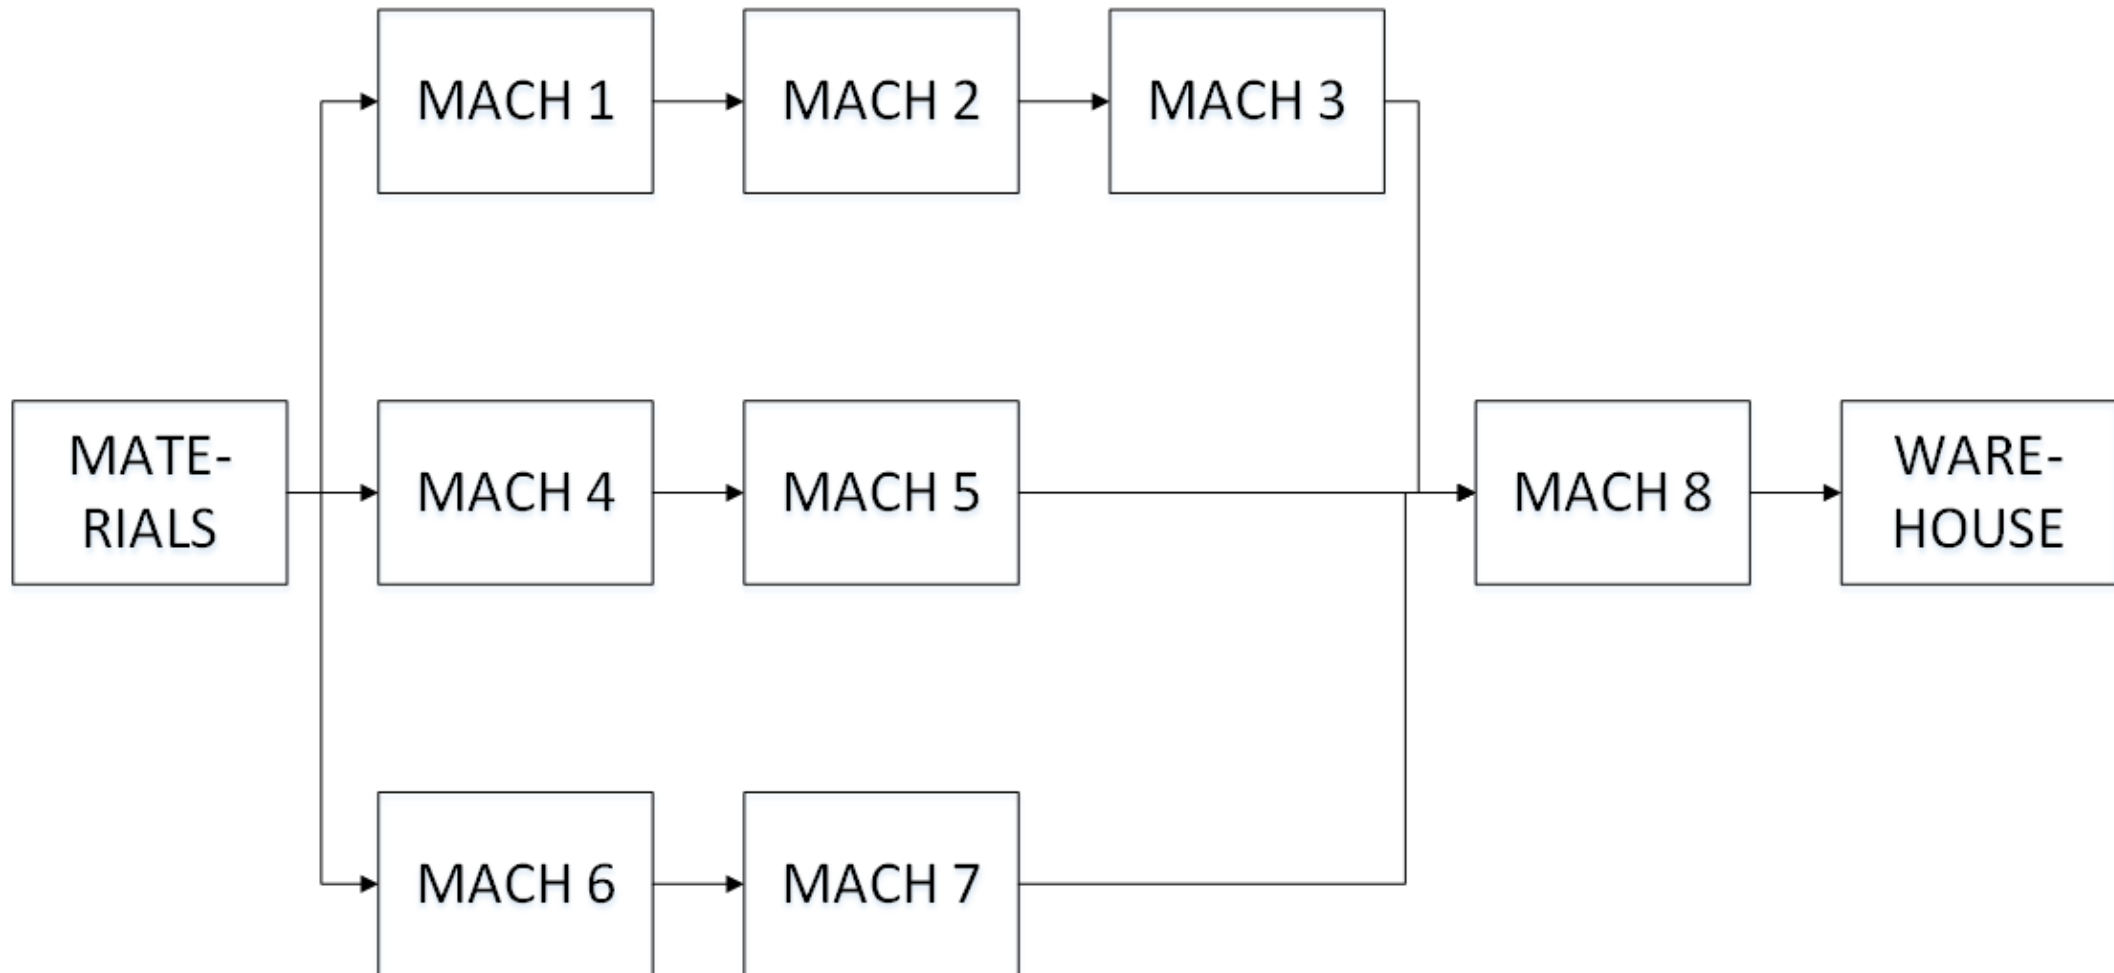 MACH 1
MACH 2
MACH 3
MATE-
RIALS
MACH 4
MACH 5
MACH 8
WARE-
HOUSE
MACH 6
MACH 7